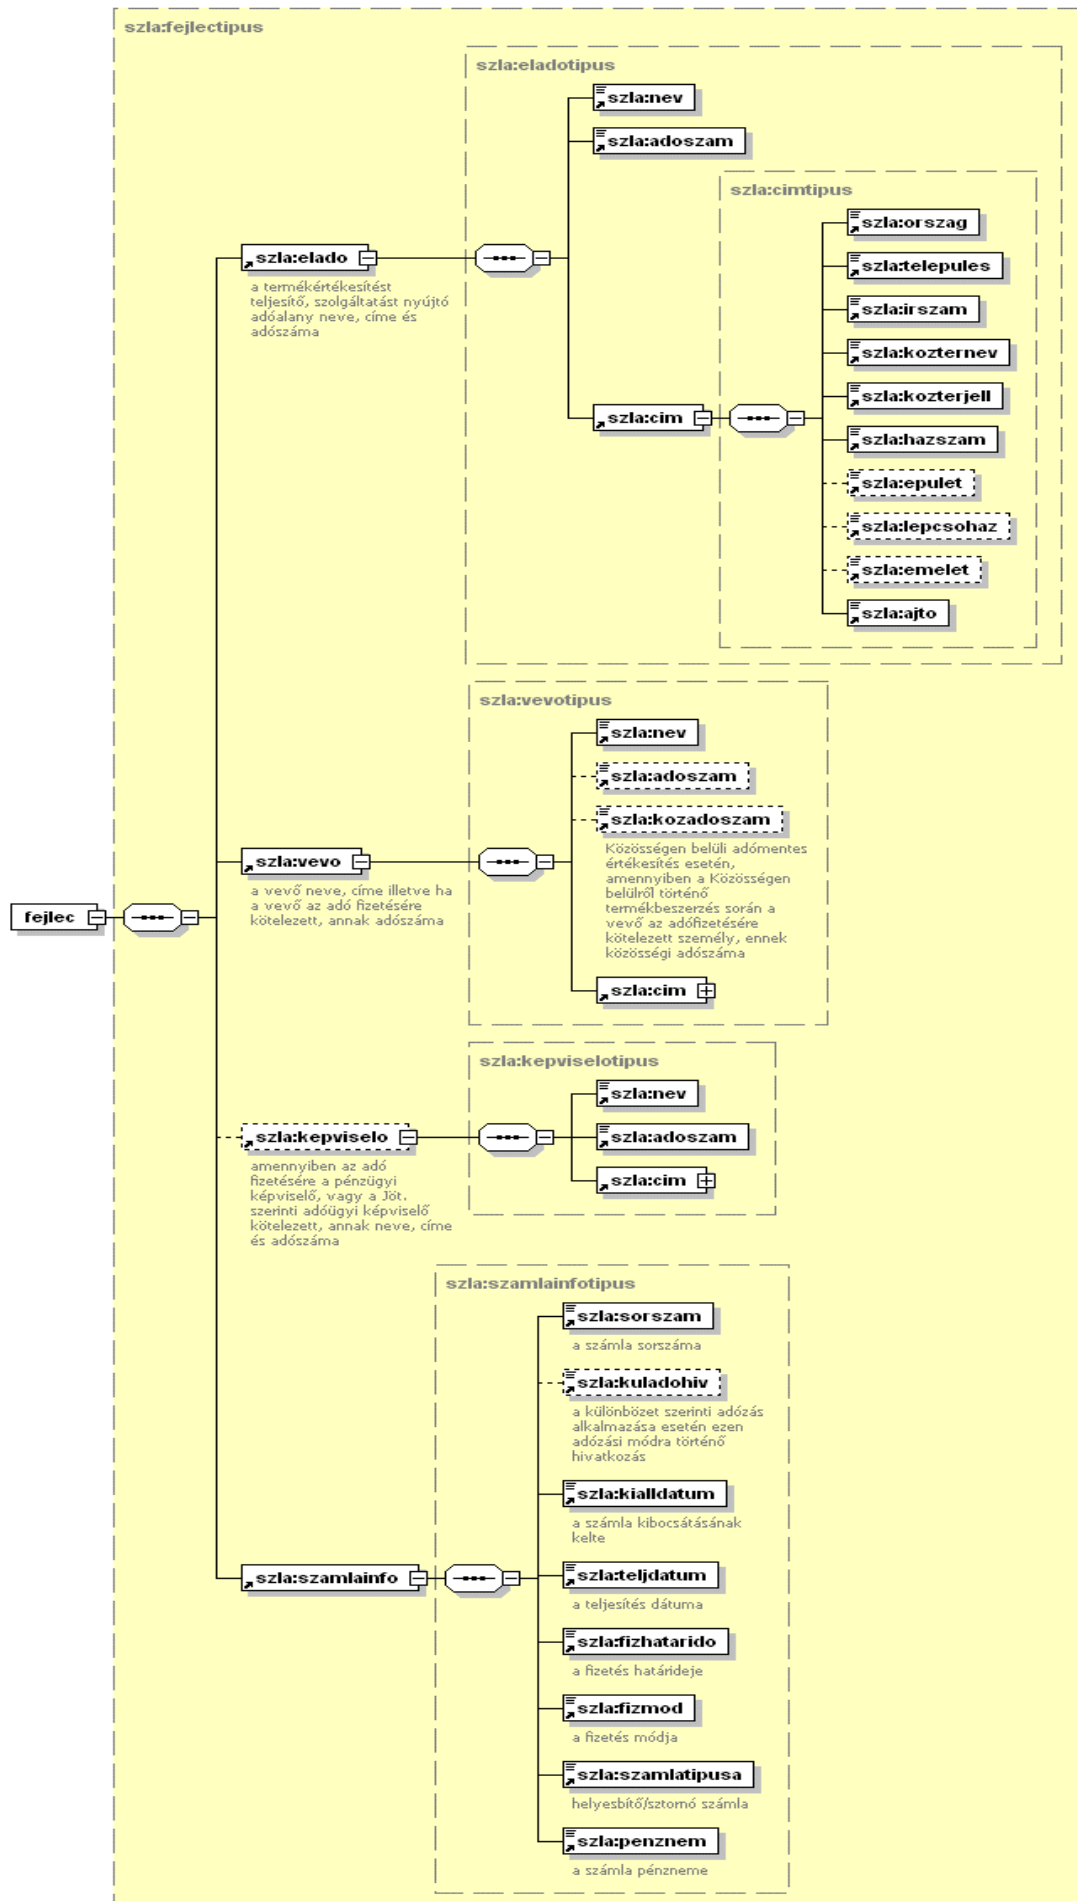 szla:fejlectipus
szla:eladotipus
szla:nev
szla:adoszam
szla:cimtipus
szla:orszag
szla:elado
szla:telepules
a termékértékesítést
teljesítő, szolgáltatást nyújtó
adóalany neve, címe és
adószáma
szla:irszam
szla:kozternev
szla:kozterjell
szla:cim
szla:hazszam
szla:epulet
szla:lepcsohaz
szla:emelet
szla:ajto
szla:vevotipus
szla:nev
szla:adoszam
szla:kozadoszam
Közösségen belüli adómentes
értékesítés esetén,
amennyiben a Közösségen
belülről történő
termékbeszerzés során a
vevő az adófizetésére
kötelezett személy, ennek
közösségi adószáma
szla:vevo
a vevő neve, címe illetve ha
a vevő az adó fizetésére
kötelezett, annak adószáma
fejlec
szla:cim
szla:kepviselotipus
szla:nev
szla:kepviselo
szla:adoszam
amennyiben az adó
fizetésére a pénzügyi
képviselő, vagy a Jöt.
szerinti adóügyi képviselő
kötelezett, annak neve, címe
és adószáma
szla:cim
szla:szamlainfotipus
szla:sorszam
a számla sorszáma
szla:kuladohiv
a különbözet szerinti adózás
alkalmazása esetén ezen
adózási módra történő
hivatkozás
szla:kialldatum
a számla kibocsátásának
kelte
szla:szamlainfo
szla:teljdatum
a teljesítés dátuma
szla:fizhatarido
a fizetés határideje
szla:fizmod
a fizetés módja
szla:szamlatipusa
helyesbítő/sztornó számla
szla:penznem
a számla pénzneme